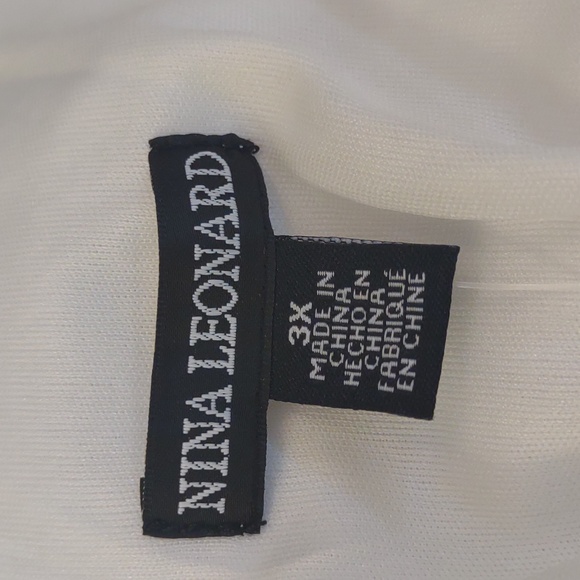 NINA LEONARD
3X
MADE IN
CHINA
HECHO EN
CHINA
FABRIQUÉ
EN CHINE